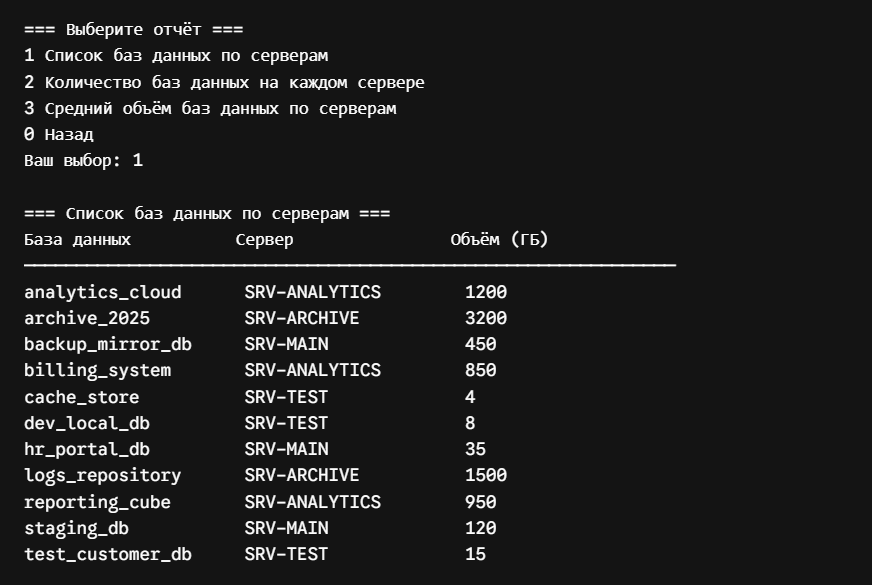 === Выберите отчёт ===
1 Список баз данных по серверам
2 Количество баз данных на каждом сервере
3 Средний объём баз данных по серверам
0 Назад
Ваш выбор: 1
=== Список баз данных по серверам ===
База данных Сервер Объём (ГБ)
analytics_cloud SRV-ANALYTICS 1200
archive_2025 SRV-ARCHIVE 3200
backup_mirror_db SRV-MAIN 450
billing_system SRV-ANALYTICS 850
cache_store SRV-TEST 4
dev_local_db SRV-TEST 8
hr_portal_db SRV-MAIN 35
logs_repository SRV-ARCHIVE 1500
reporting_cube SRV-ANALYTICS 950
staging_db SRV-MAIN 120
test_customer_db SRV-TEST 15